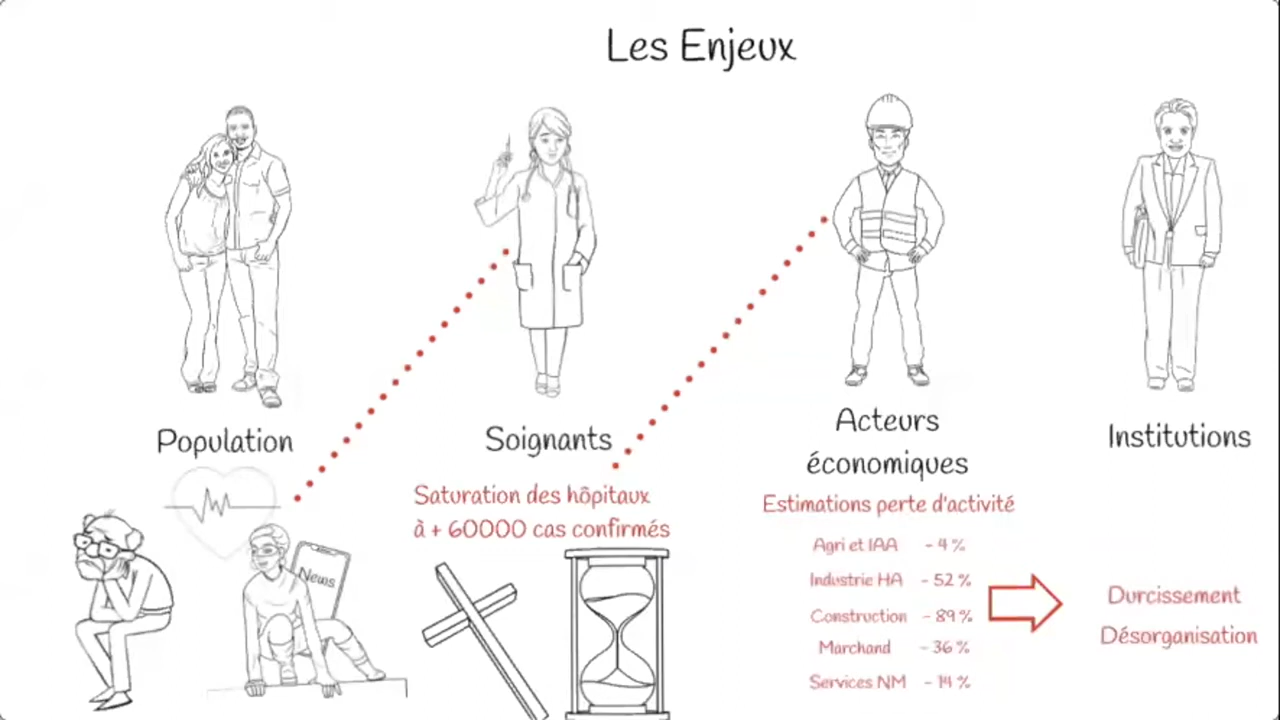 Les Enjeux
Population
Soignants
Acteurs
économiques
Institutions
News
Saturation des hôpitaux
à + 60000 cas confirmés
Estimations perte d'activité
Agri et IAA - 4 %
Industrie HA - 52 %
Construction - 89 %
Marchand - 36 %
Services NM - 14 %
Durcissement
Désorganisation